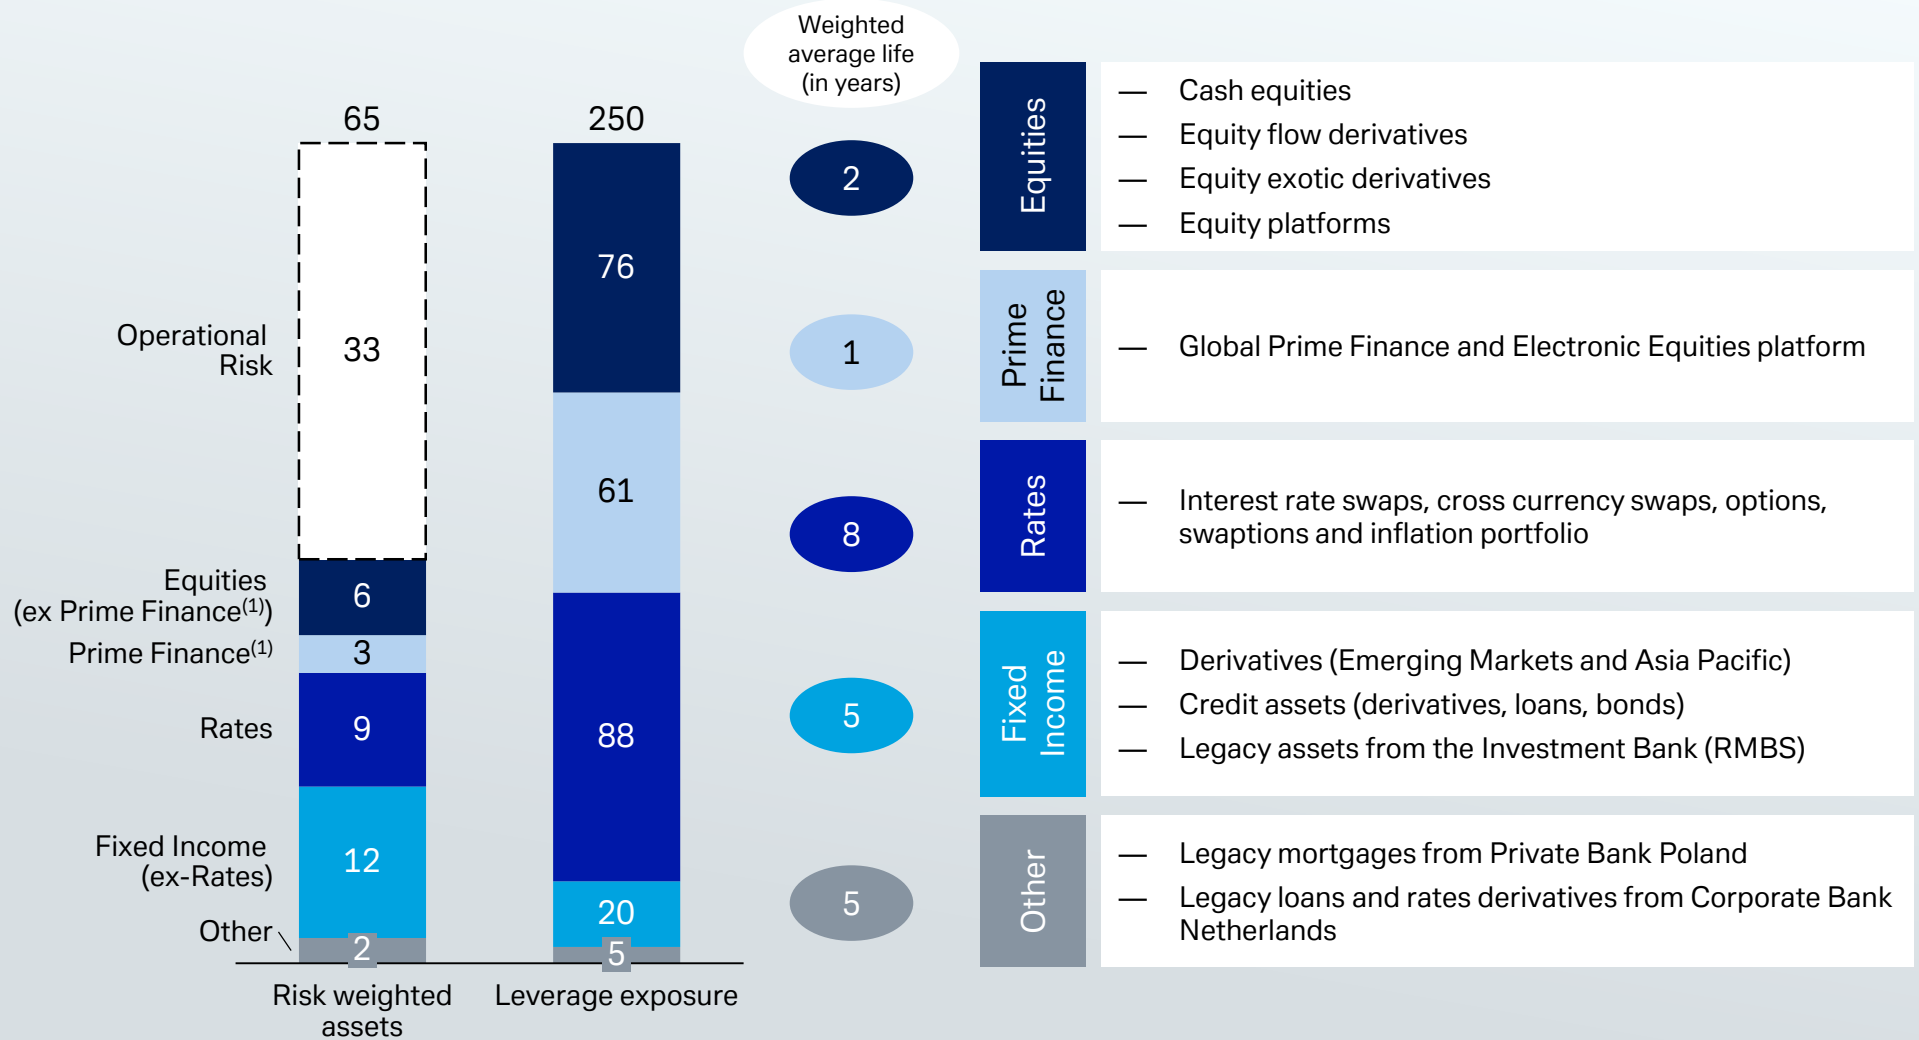 Weighted
average life
(in years)
65
250
Operational
Risk
33
Equities
(ex Prime Finance(1))
6
Prime Finance(1)
3
Rates
9
Fixed Income
(ex-Rates)
12
Other
2
76
61
88
20
5
Risk weighted
assets
Leverage exposure
2
1
8
5
5
Equities
— Cash equities
— Equity flow derivatives
— Equity exotic derivatives
— Equity platforms
Prime
Finance
— Global Prime Finance and Electronic Equities platform
Rates
— Interest rate swaps, cross currency swaps, options,
swaptions and inflation portfolio
Fixed
Income
— Derivatives (Emerging Markets and Asia Pacific)
— Credit assets (derivatives, loans, bonds)
— Legacy assets from the Investment Bank (RMBS)
Other
— Legacy mortgages from Private Bank Poland
— Legacy loans and rates derivatives from Corporate Bank
Netherlands